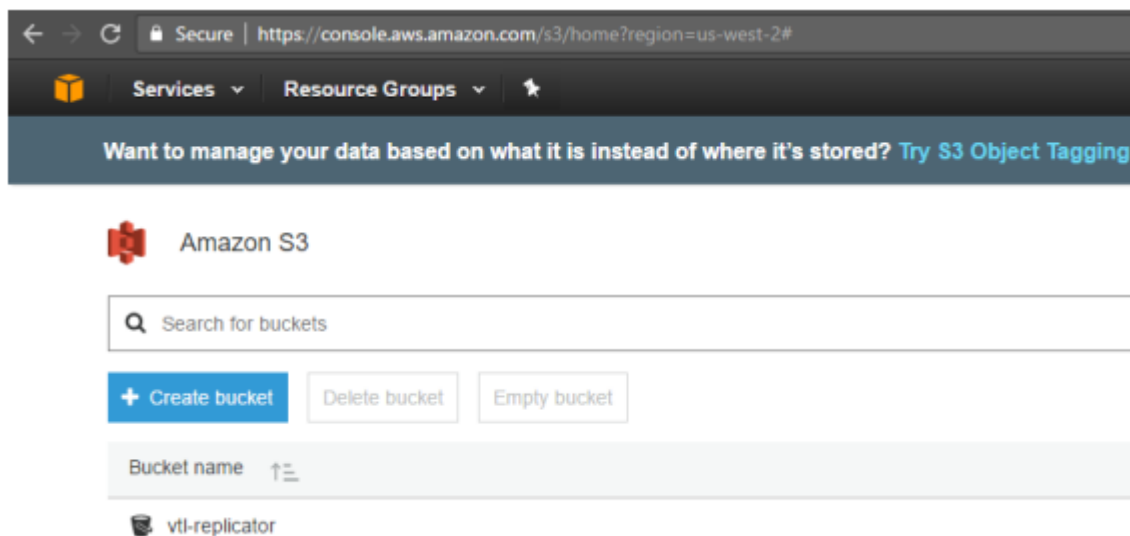 Secure | https://console.aws.amazon.com/s3/home?region=us-west-2#
Services Resource Groups
Want to manage your data based on what it is instead of where it's stored? Try S3 Object Tagging
Amazon S3
Search for buckets
+ Create bucket Delete bucket Empty bucket
Bucket name
vtl-replicator